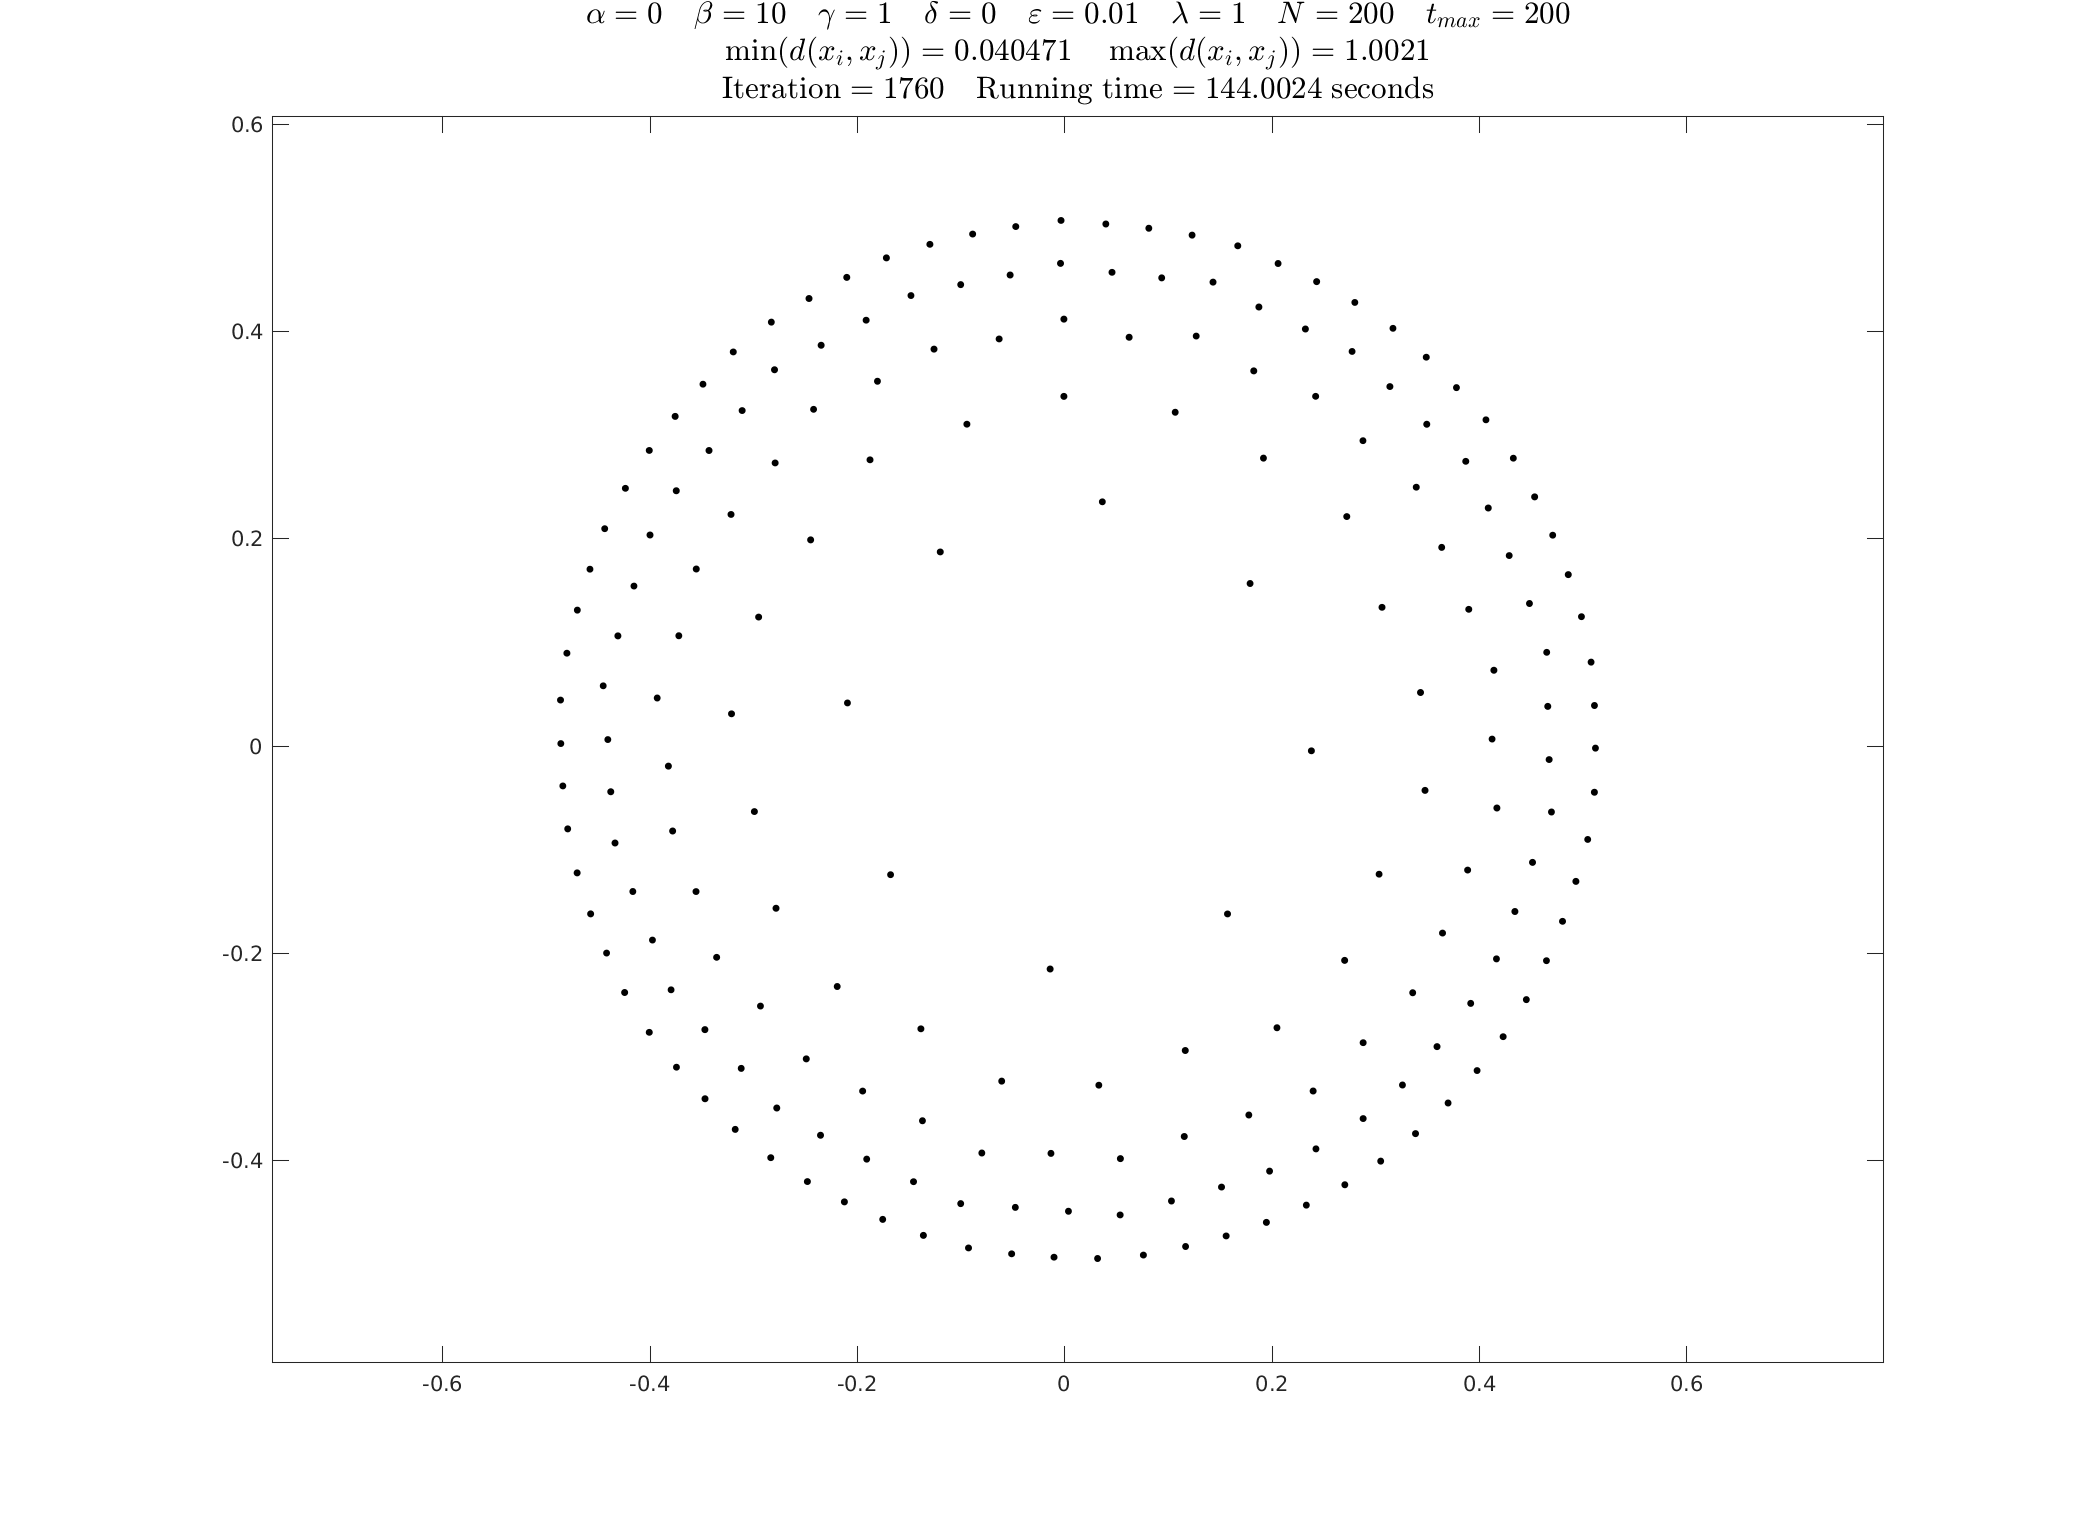 α = 0 β = 10 γ = 1 δ = 0 ε = 0.01 λ = 1 N = 200 t_max = 200
min(d(x_i, x_j)) = 0.040471 max(d(x_i, x_j)) = 1.0021
Iteration = 1760 Running time = 144.0024 seconds
0.6
0.4
0.2
0
-0.2
-0.4
-0.6 -0.4 -0.2 0 0.2 0.4 0.6